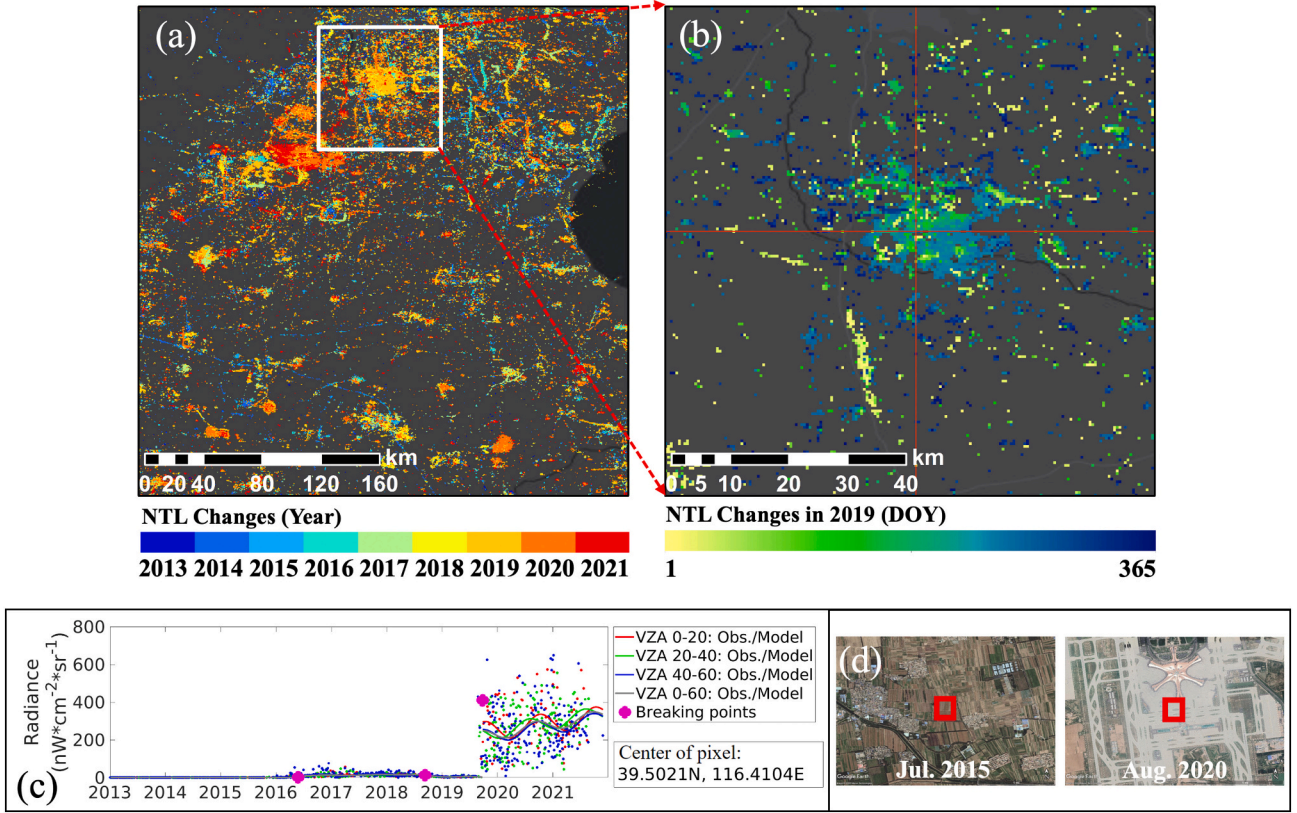 (a)
(b)
km
0 20 40 80 120 160
km
0 5 10 20 30 40
NTL Changes (Year)
2013 2014 2015 2016 2017 2018 2019 2020 2021
NTL Changes in 2019 (DOY)
1 365
Radiance
(nW*cm-2*sr-1)
800
600
400
200
0
2013 2014 2015 2016 2017 2018 2019 2020 2021
VZA 0-20: Obs./Model
VZA 20-40: Obs./Model
VZA 40-60: Obs./Model
VZA 0-60: Obs./Model
Breaking points
Center of pixel:
39.5021N, 116.4104E
(c)
(d)
Google Earth
Jul. 2015
Google Earth
Aug. 2020